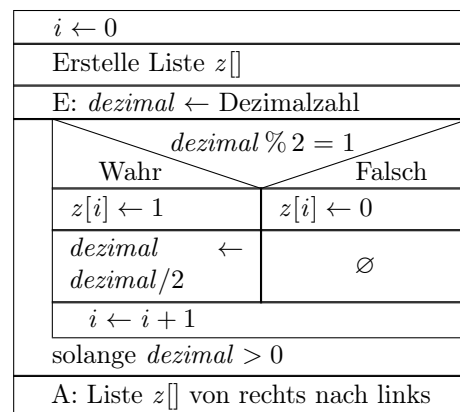 i ← 0
Erstelle Liste z[]
E: dezimal ← Dezimalzahl
dezimal % 2 = 1
Wahr Falsch
z[i] ← 1 z[i] ← 0
dezimal ←
dezimal/2 ∅
i ← i + 1
solange dezimal > 0
A: Liste z[] von rechts nach links